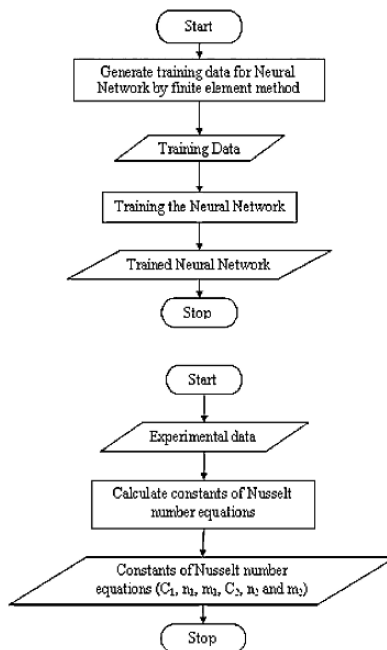 Start
Generate training data for Neural
Network by finite element method
Training Data
Training the Neural Network
Trained Neural Network
Stop
Start
Experimental data
Calculate constants of Nusselt
number equations
Constants of Nusselt number
equations (C₁, n₁, m₁, C₂, n₂ and m₂)
Stop